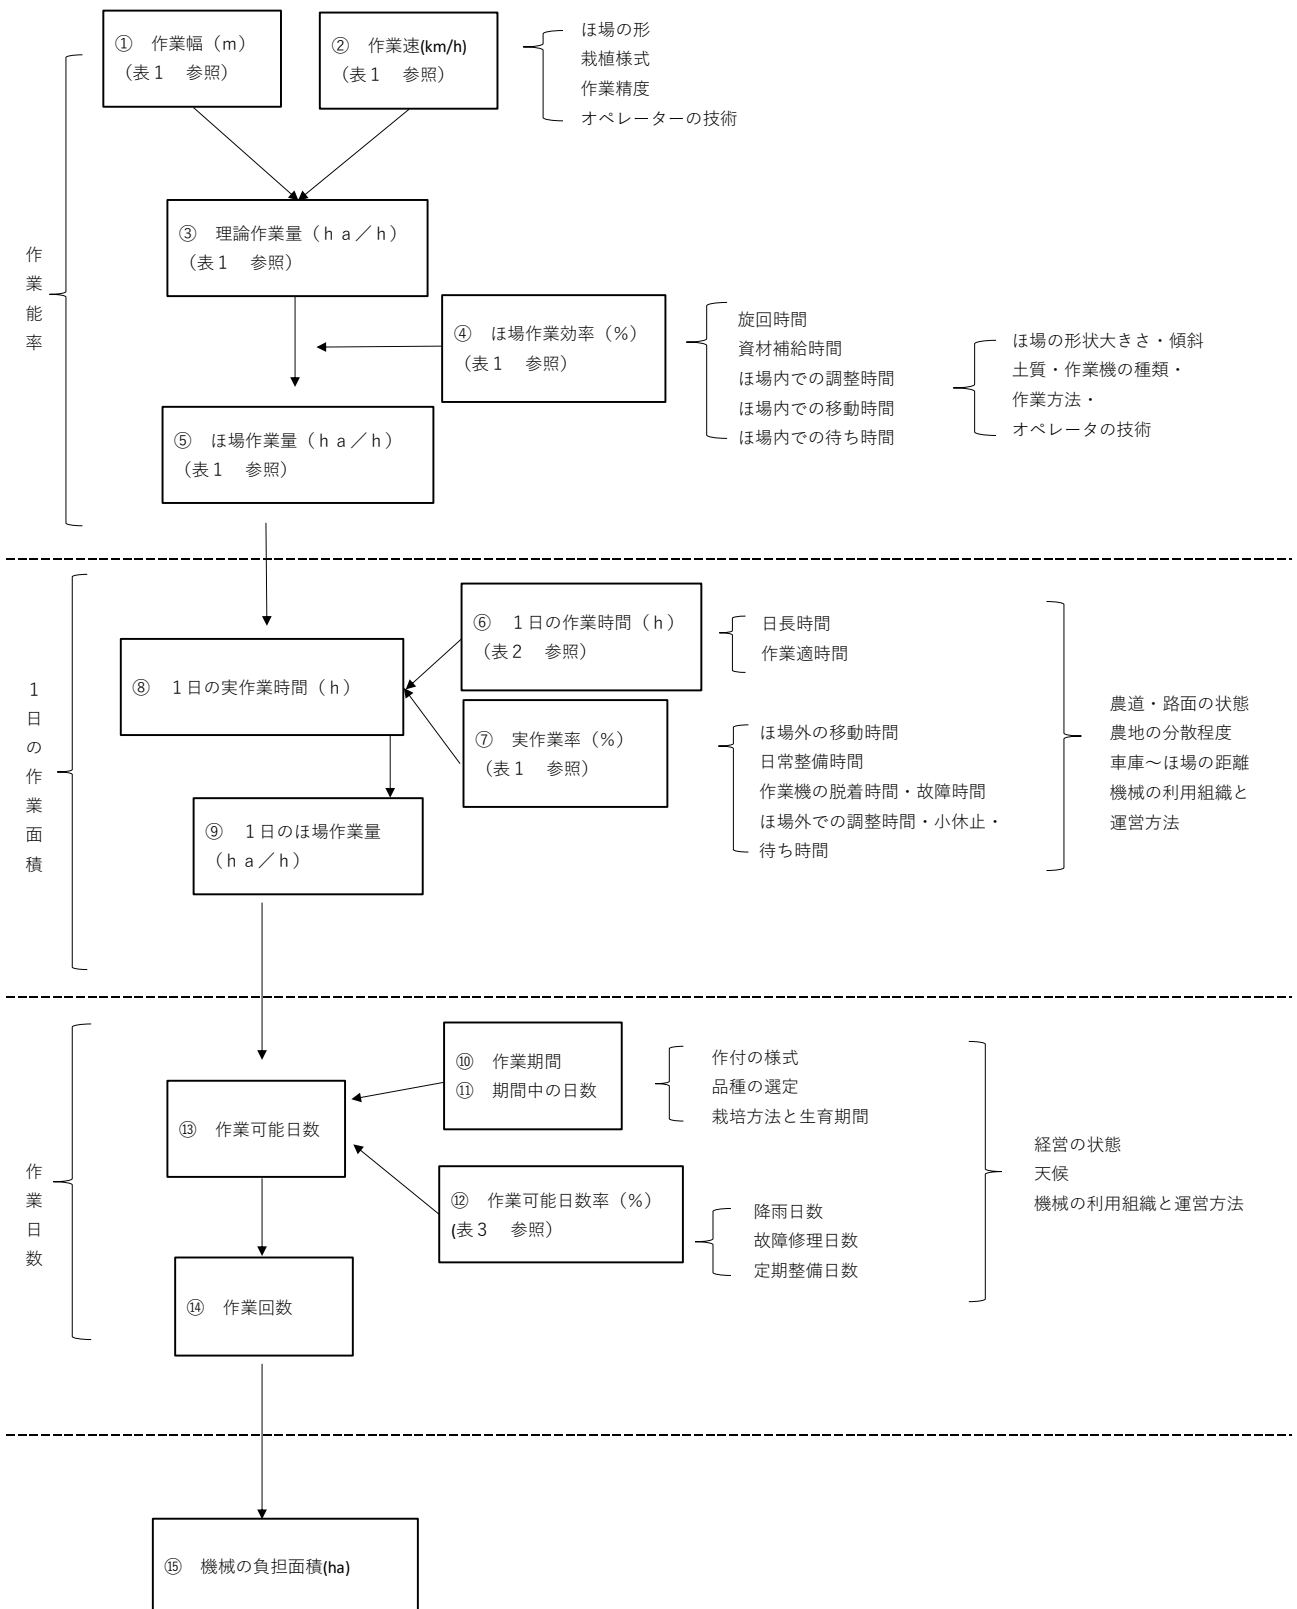 ① 作業幅（m）
（表１ 参照）
② 作業速(km/h)
（表１ 参照）
ほ場の形
栽植様式
作業精度
オペレーターの技術
作業能率
③ 理論作業量（ｈａ／ｈ）
（表１ 参照）
④ ほ場作業効率（%）
（表１ 参照）
旋回時間
資材補給時間
ほ場内での調整時間
ほ場内での移動時間
ほ場内での待ち時間
ほ場の形状大きさ・傾斜
土質・作業機の種類・
作業方法・
オペレータの技術
⑤ ほ場作業量（ｈａ／ｈ）
（表１ 参照）
１日の作業面積
⑥ １日の作業時間（ｈ）
（表２ 参照）
日長時間
作業適時間
⑧ １日の実作業時間（ｈ）
⑦ 実作業率（%）
（表１ 参照）
ほ場外の移動時間
日常整備時間
作業機の脱着時間・故障時間
ほ場外での調整時間・小休止・
待ち時間
農道・路面の状態
農地の分散程度
車庫～ほ場の距離
機械の利用組織と
運営方法
⑨ １日のほ場作業量
（ｈａ／ｈ）
作業日数
⑩ 作業期間
⑪ 期間中の日数
作付の様式
品種の選定
栽培方法と生育期間
⑬ 作業可能日数
⑫ 作業可能日数率（%）
(表３ 参照）
降雨日数
故障修理日数
定期整備日数
経営の状態
天候
機械の利用組織と運営方法
⑭ 作業回数
⑮ 機械の負担面積(ha)